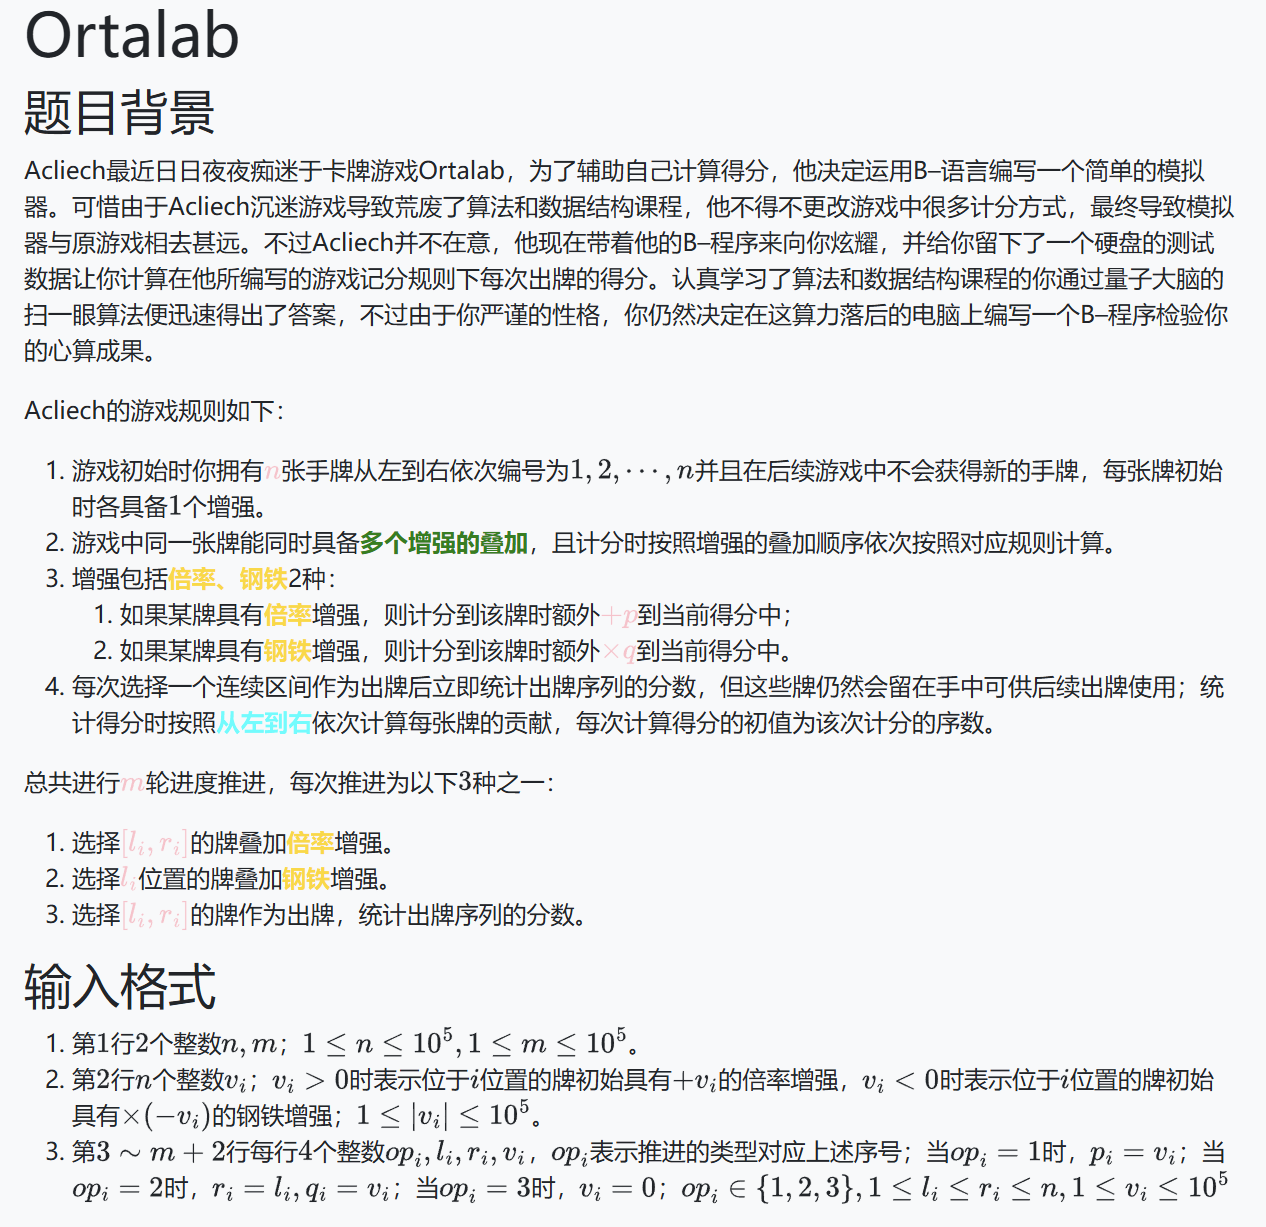 Ortalab
题目背景
Acliech最近日日夜夜痴迷于卡牌游戏Ortalab，为了辅助自己计算得分，他决定运用B–语言编写一个简单的模拟
器。可惜由于Acliech沉迷游戏导致荒废了算法和数据结构课程，他不得不更改游戏中很多计分方式，最终导致模拟
器与原游戏相去甚远。不过Acliech并不在意，他现在带着他的B–程序来向你炫耀，并给你留下了一个硬盘的测试
数据让你计算在他所编写的游戏记分规则下每次出牌的得分。认真学习了算法和数据结构课程的你通过量子大脑的
扫一眼算法便迅速得出了答案，不过由于你严谨的性格，你仍然决定在这算力落后的电脑上编写一个B–程序检验你
的心算成果。
Acliech的游戏规则如下：
1. 游戏初始时你拥有n张手牌从左到右依次编号为1, 2, ⋯, n并且在后续游戏中不会获得新的手牌，每张牌初始
时各具备1个增强。
2. 游戏中同一张牌能同时具备多个增强的叠加，且计分时按照增强的叠加顺序依次按照对应规则计算。
3. 增强包括倍率、钢铁2种：
1. 如果某牌具有倍率增强，则计分到该牌时额外+p到当前得分中；
2. 如果某牌具有钢铁增强，则计分到该牌时额外×q到当前得分中。
4. 每次选择一个连续区间作为出牌后立即统计出牌序列的分数，但这些牌仍然会留在手中可供后续出牌使用；统
计得分时按照从左到右依次计算每张牌的贡献，每次计算得分的初值为该次计分的序数。
总共进行m轮进度推进，每次推进为以下3种之一：
1. 选择[l_i, r_i]的牌叠加倍率增强。
2. 选择l_i位置的牌叠加钢铁增强。
3. 选择[l_i, r_i]的牌作为出牌，统计出牌序列的分数。
输入格式
1. 第1行2个整数n, m；1 ≤ n ≤ 10^5, 1 ≤ m ≤ 10^5。
2. 第2行n个整数v_i；v_i > 0时表示位于i位置的牌初始具有+v_i的倍率增强，v_i < 0时表示位于i位置的牌初始
具有×(−v_i)的钢铁增强；1 ≤ |v_i| ≤ 10^5。
3. 第3 ∼ m + 2行每行4个整数op_i, l_i, r_i, v_i，op_i表示推进的类型对应上述序号；当op_i = 1时，p_i = v_i；当
op_i = 2时，r_i = l_i, q_i = v_i；当op_i = 3时，v_i = 0；op_i ∈ {1, 2, 3}, 1 ≤ l_i ≤ r_i ≤ n, 1 ≤ v_i ≤ 10^5